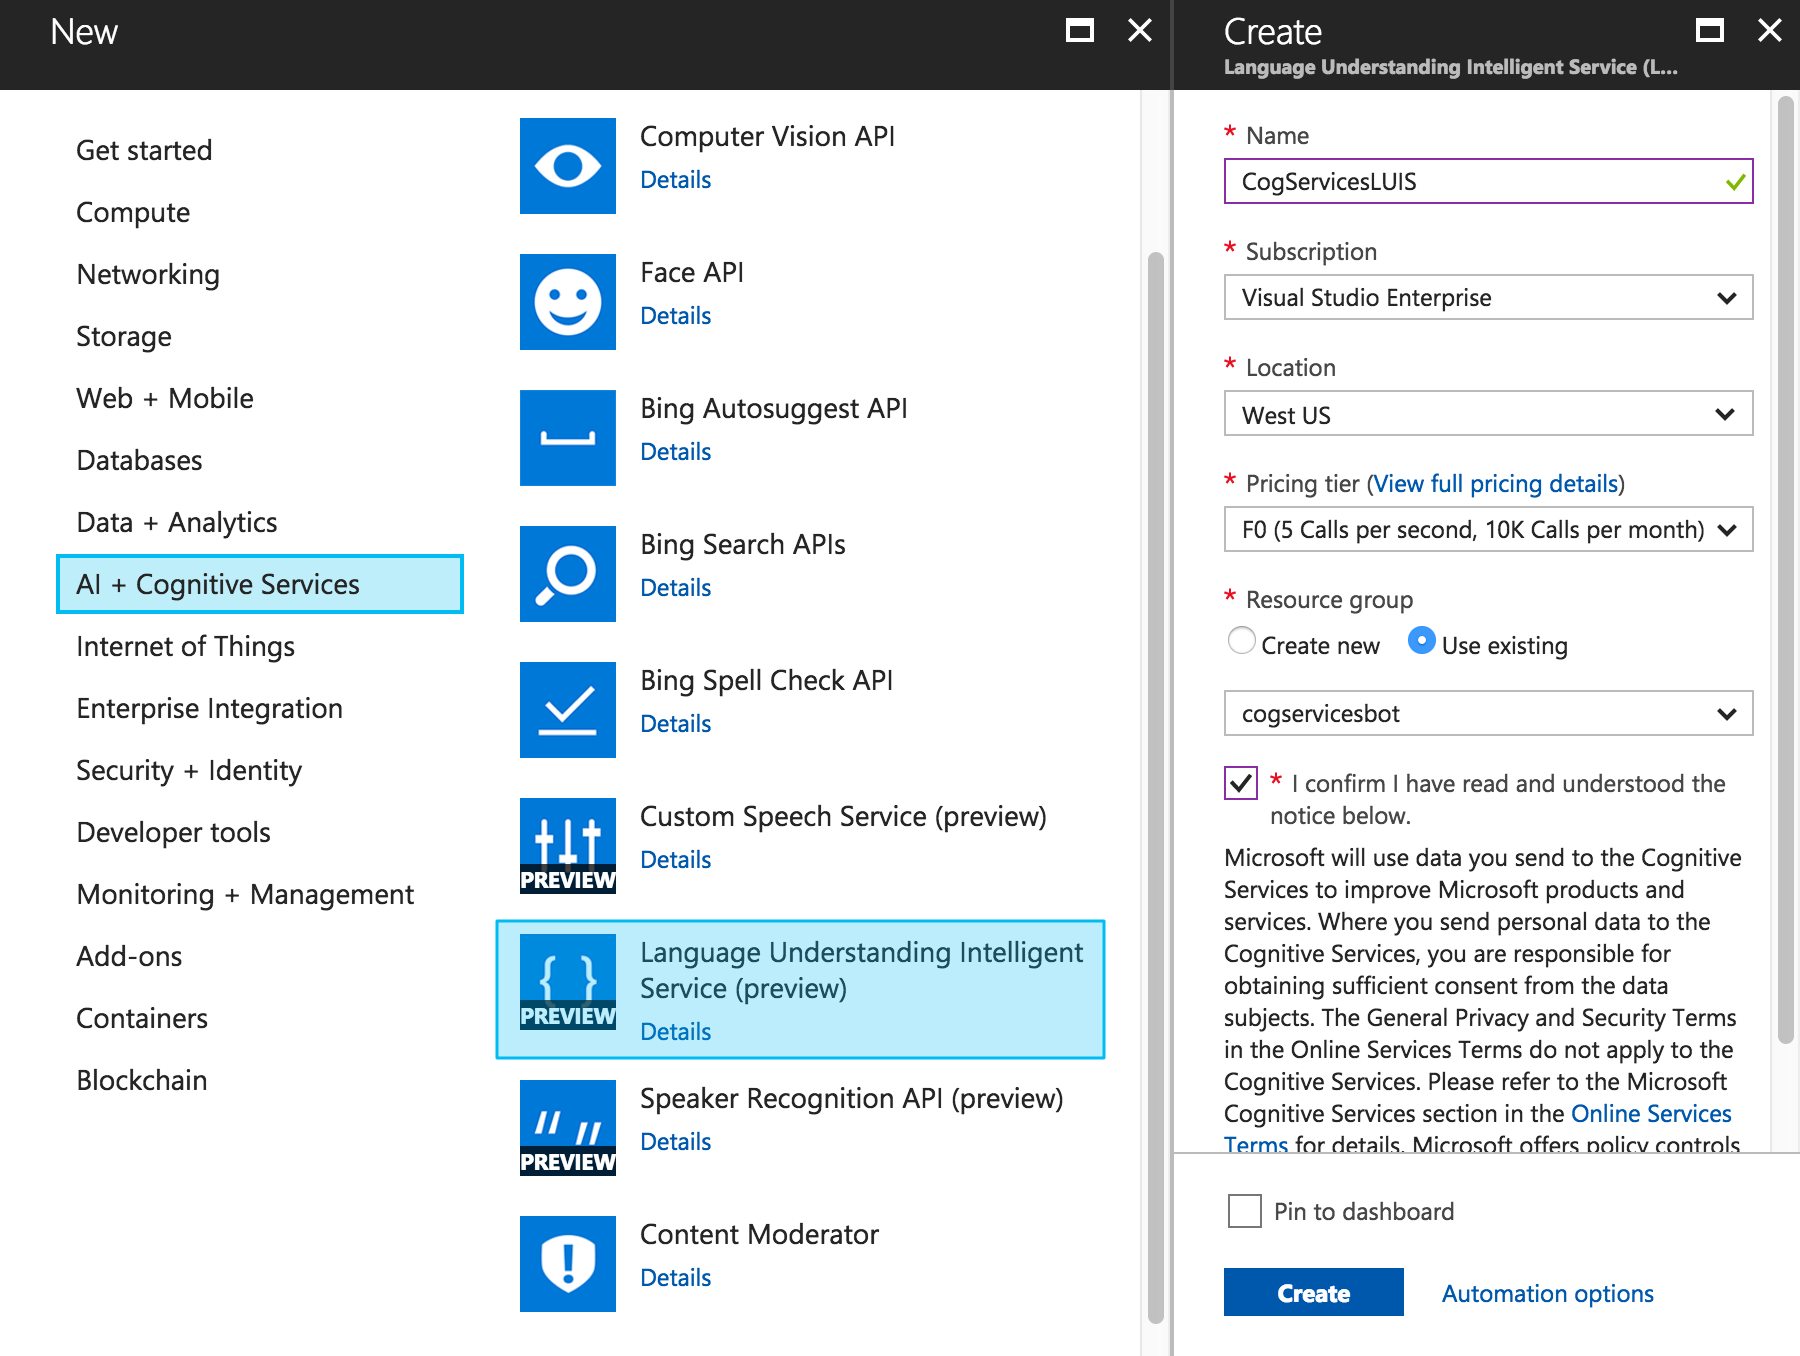 New
Get started
Compute
Networking
Storage
Web + Mobile
Databases
Data + Analytics
AI + Cognitive Services
Internet of Things
Enterprise Integration
Security + Identity
Developer tools
Monitoring + Management
Add-ons
Containers
Blockchain
Computer Vision API
Details
Face API
Details
Bing Autosuggest API
Details
Bing Search APIs
Details
Bing Spell Check API
Details
PREVIEW
Custom Speech Service (preview)
Details
PREVIEW
Language Understanding Intelligent
Service (preview)
Details
PREVIEW
Speaker Recognition API (preview)
Details
Content Moderator
Details
Create
Language Understanding Intelligent Service (L...
* Name
CogServicesLUIS
* Subscription
Visual Studio Enterprise
* Location
West US
* Pricing tier (View full pricing details)
F0 (5 Calls per second, 10K Calls per month)
* Resource group
Create new Use existing
cogservicesbot
* I confirm I have read and understood the
notice below.
Microsoft will use data you send to the Cognitive
Services to improve Microsoft products and
services. Where you send personal data to the
Cognitive Services, you are responsible for
obtaining sufficient consent from the data
subjects. The General Privacy and Security Terms
in the Online Services Terms do not apply to the
Cognitive Services. Please refer to the Microsoft
Cognitive Services section in the Online Services
Terms for details. Microsoft offers policy controls
Pin to dashboard
Create Automation options